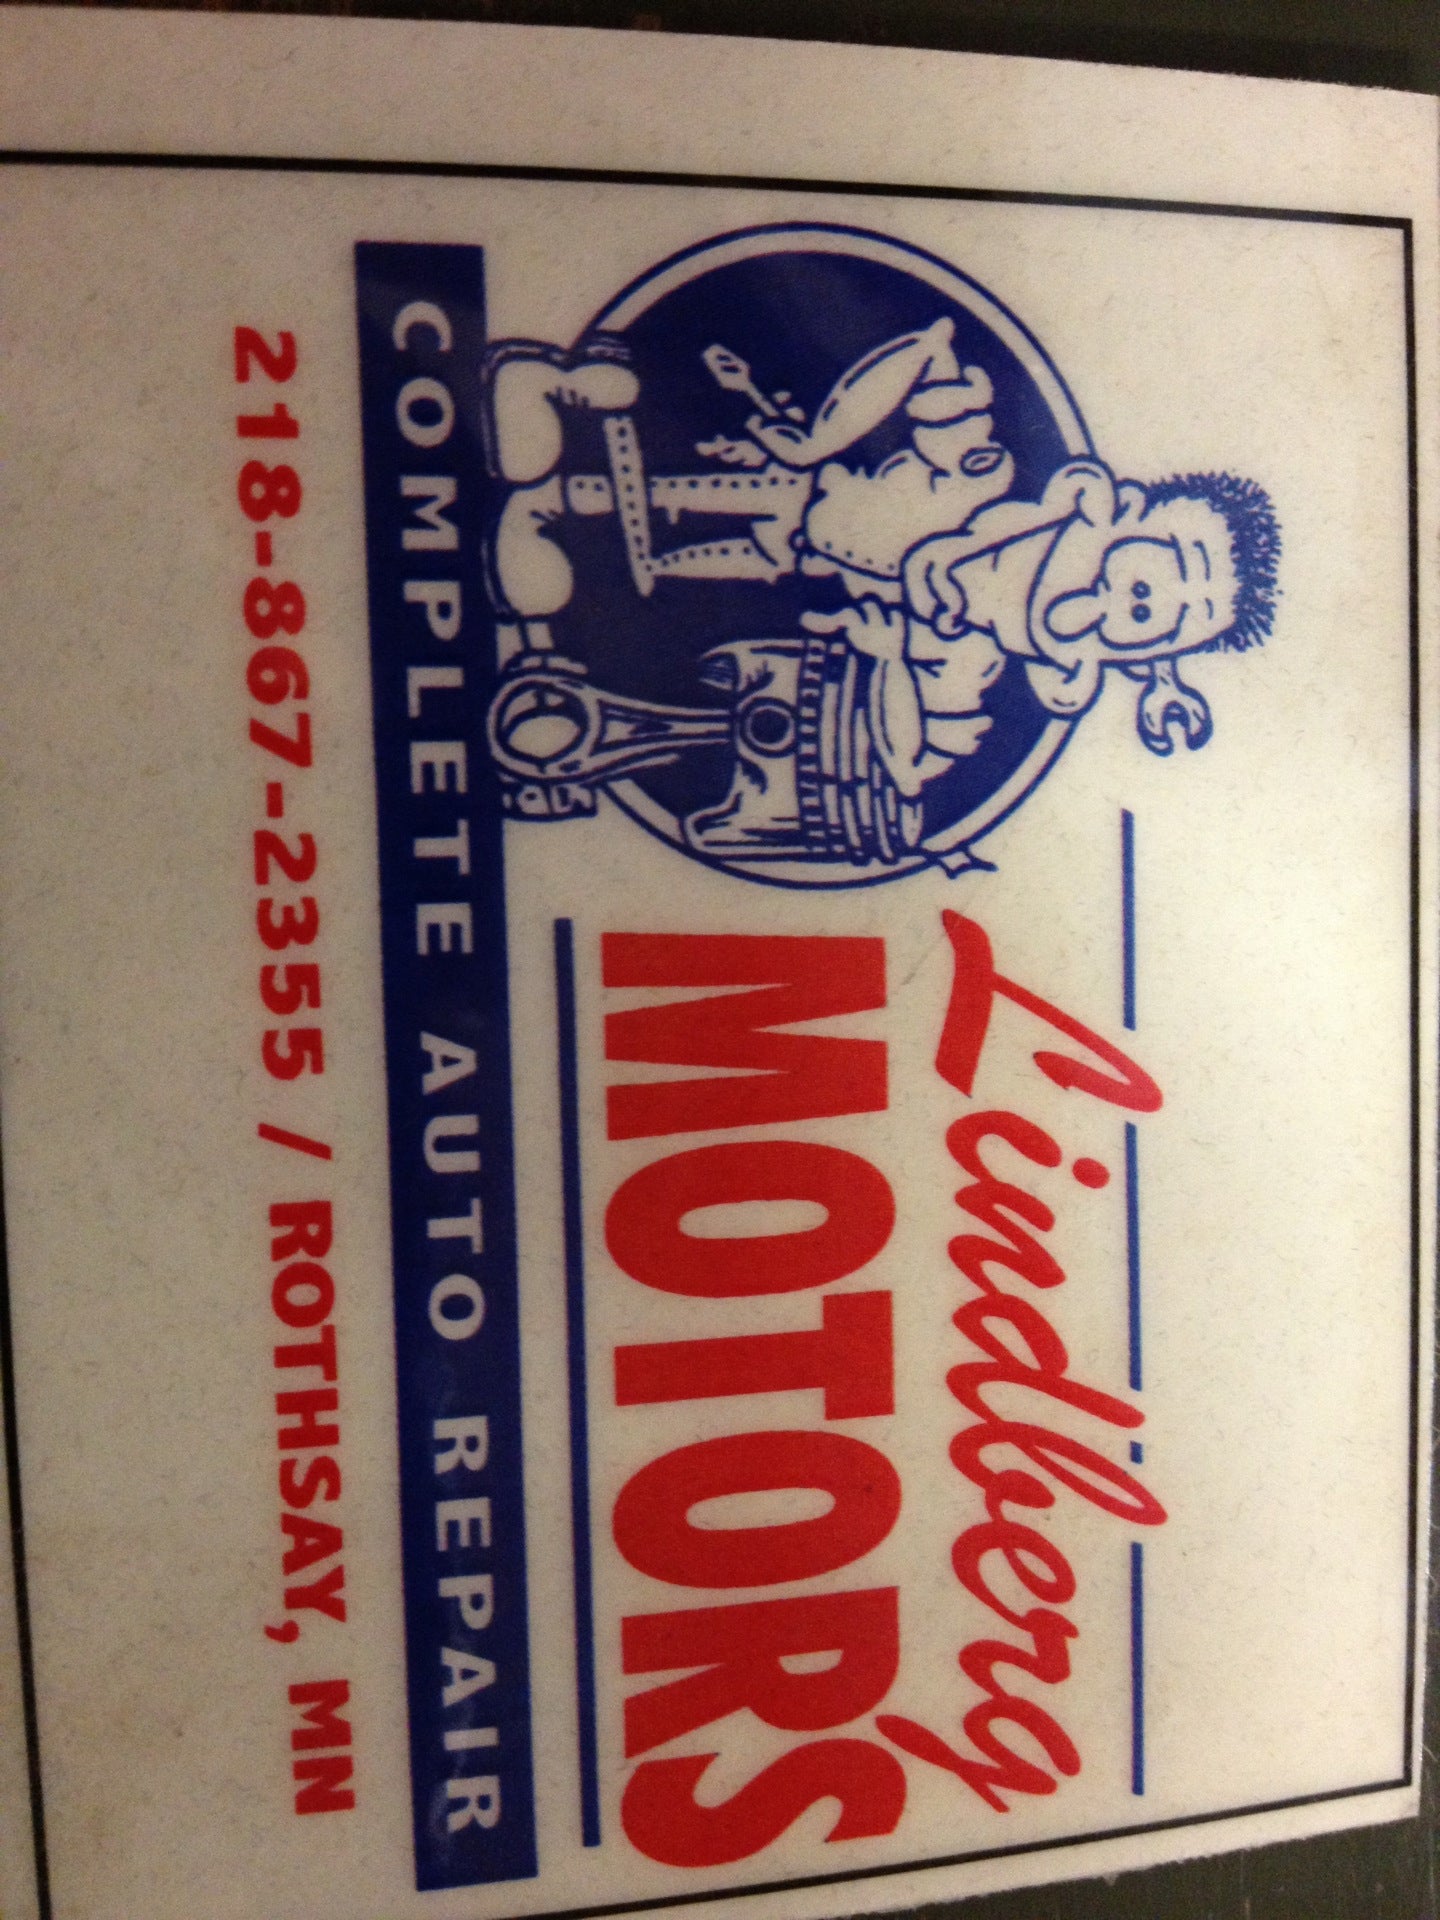 Lindberg
MOTORS
COMPLETE AUTO REPAIR
218-867-2355 / ROTHSAY, MN